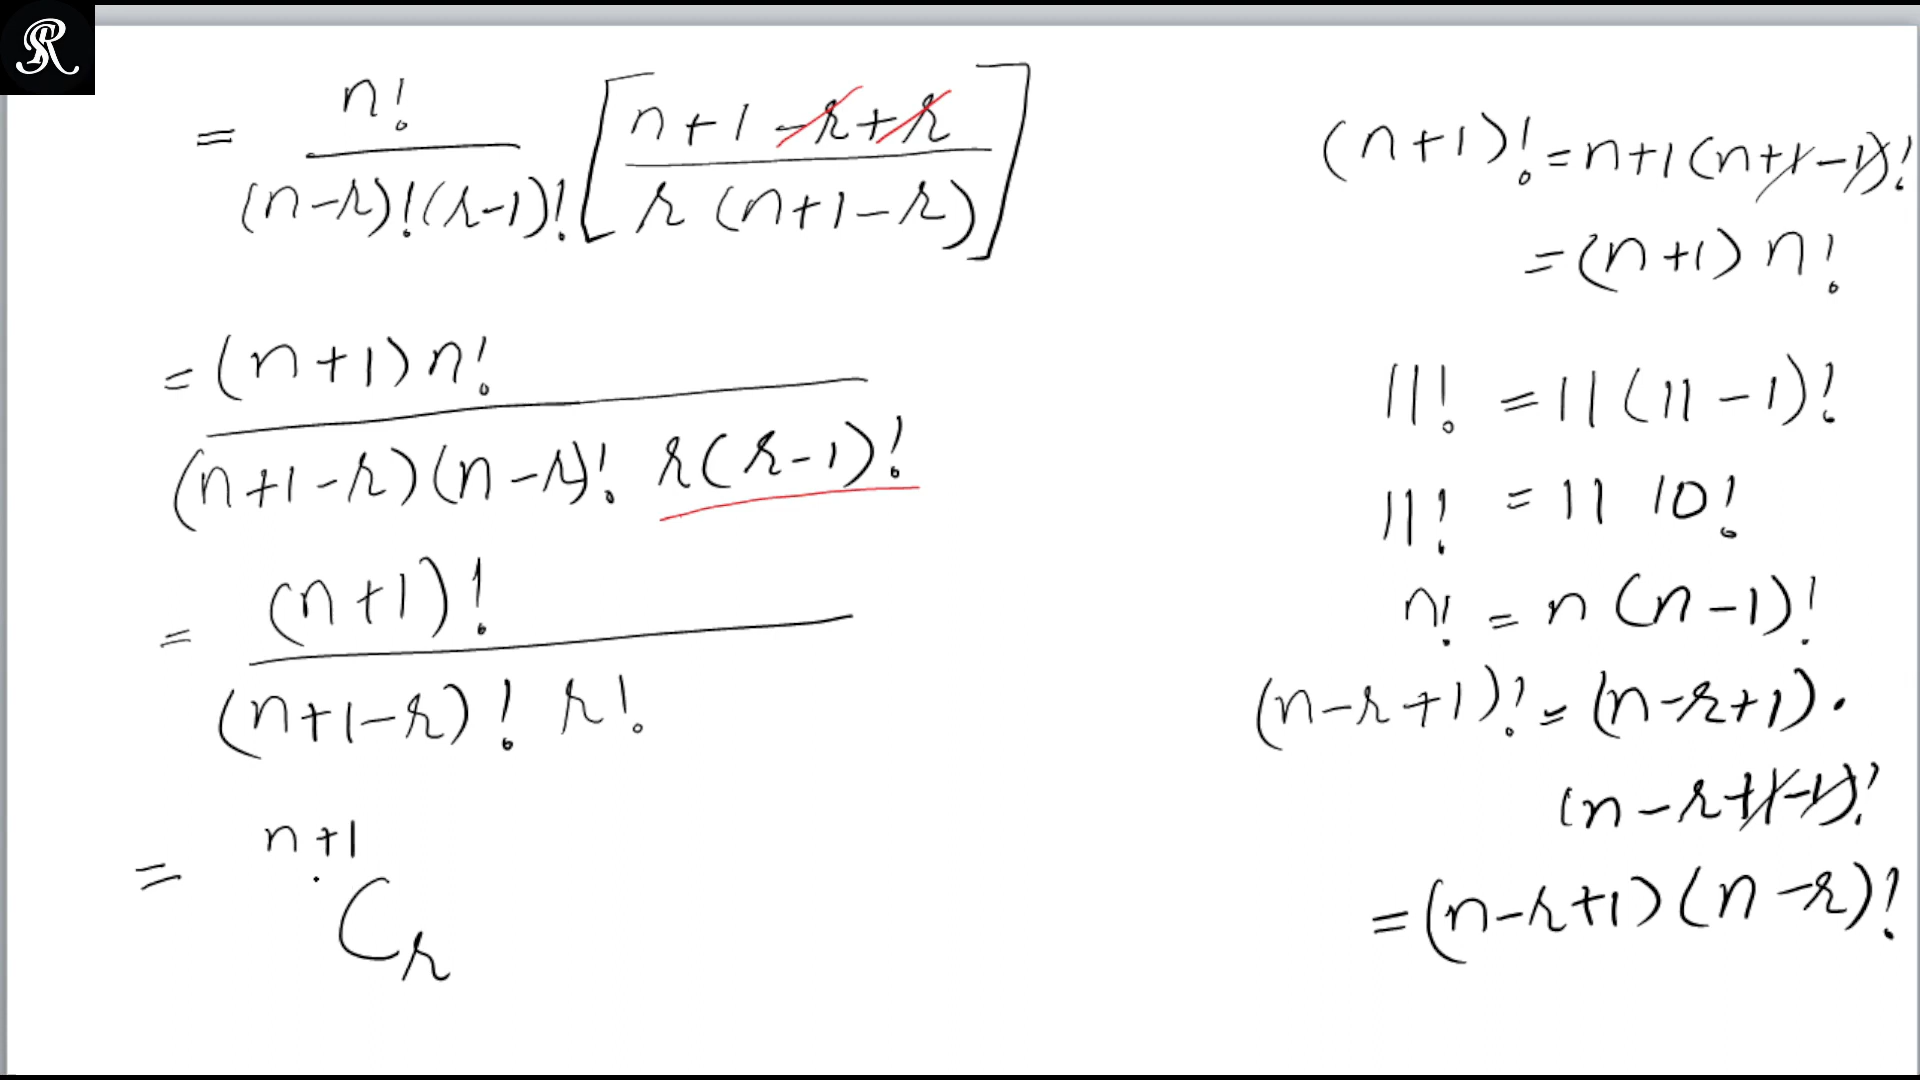 SR
= n! / (n-r)!(r-1)! [ n+1-r+r / r(n+1-r) ]
= (n+1)n! / (n+1-r)(n-r)! r(r-1)!
= (n+1)! / (n+1-r)! r!
= n+1Cr
(n+1)! = n+1(n+1-1)!
= (n+1) n!
11! = 11(11-1)!
11! = 11 10!
n! = n(n-1)!
(n-r+1)! = (n-r+1).
(n-r+1-1)!
= (n-r+1)(n-r)!